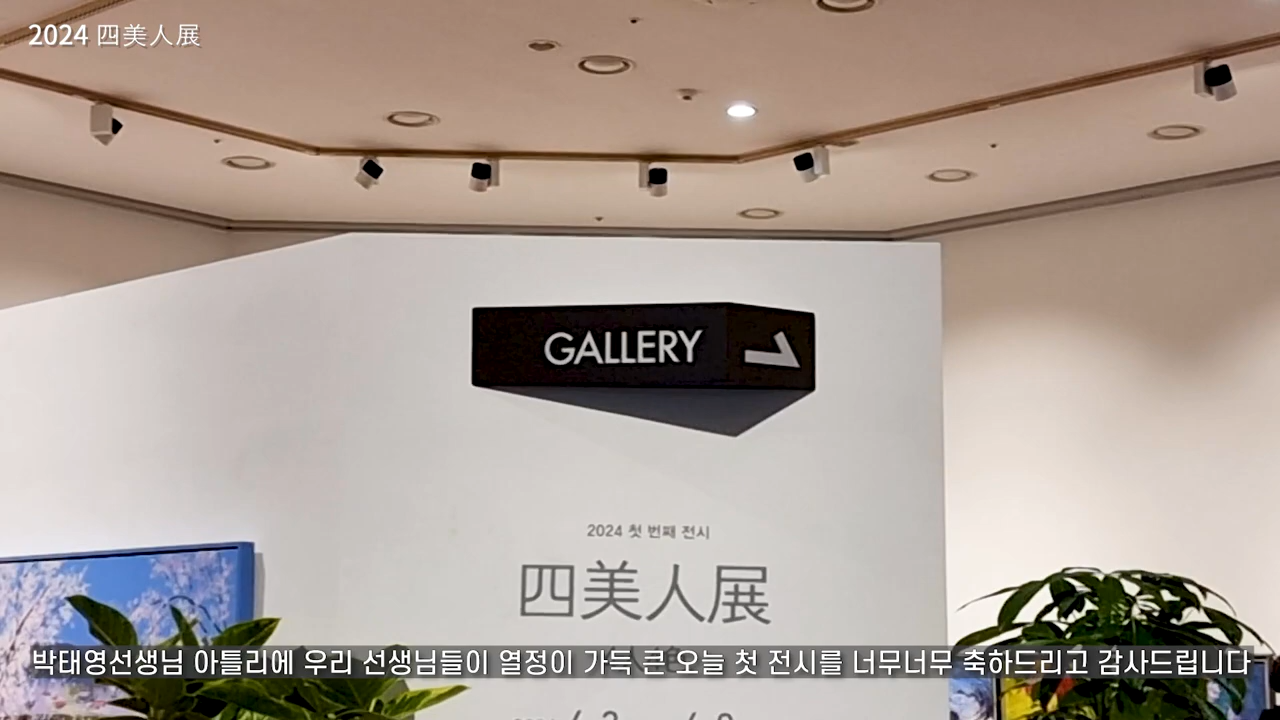 2024 四美人展
GALLERY
2024 첫 번째 전시
四美人展
박태영선생님 아틀리에 우리 선생님들이 열정이 가득 큰 오늘 첫 전시를 너무너무 축하드리고 감사드립니다